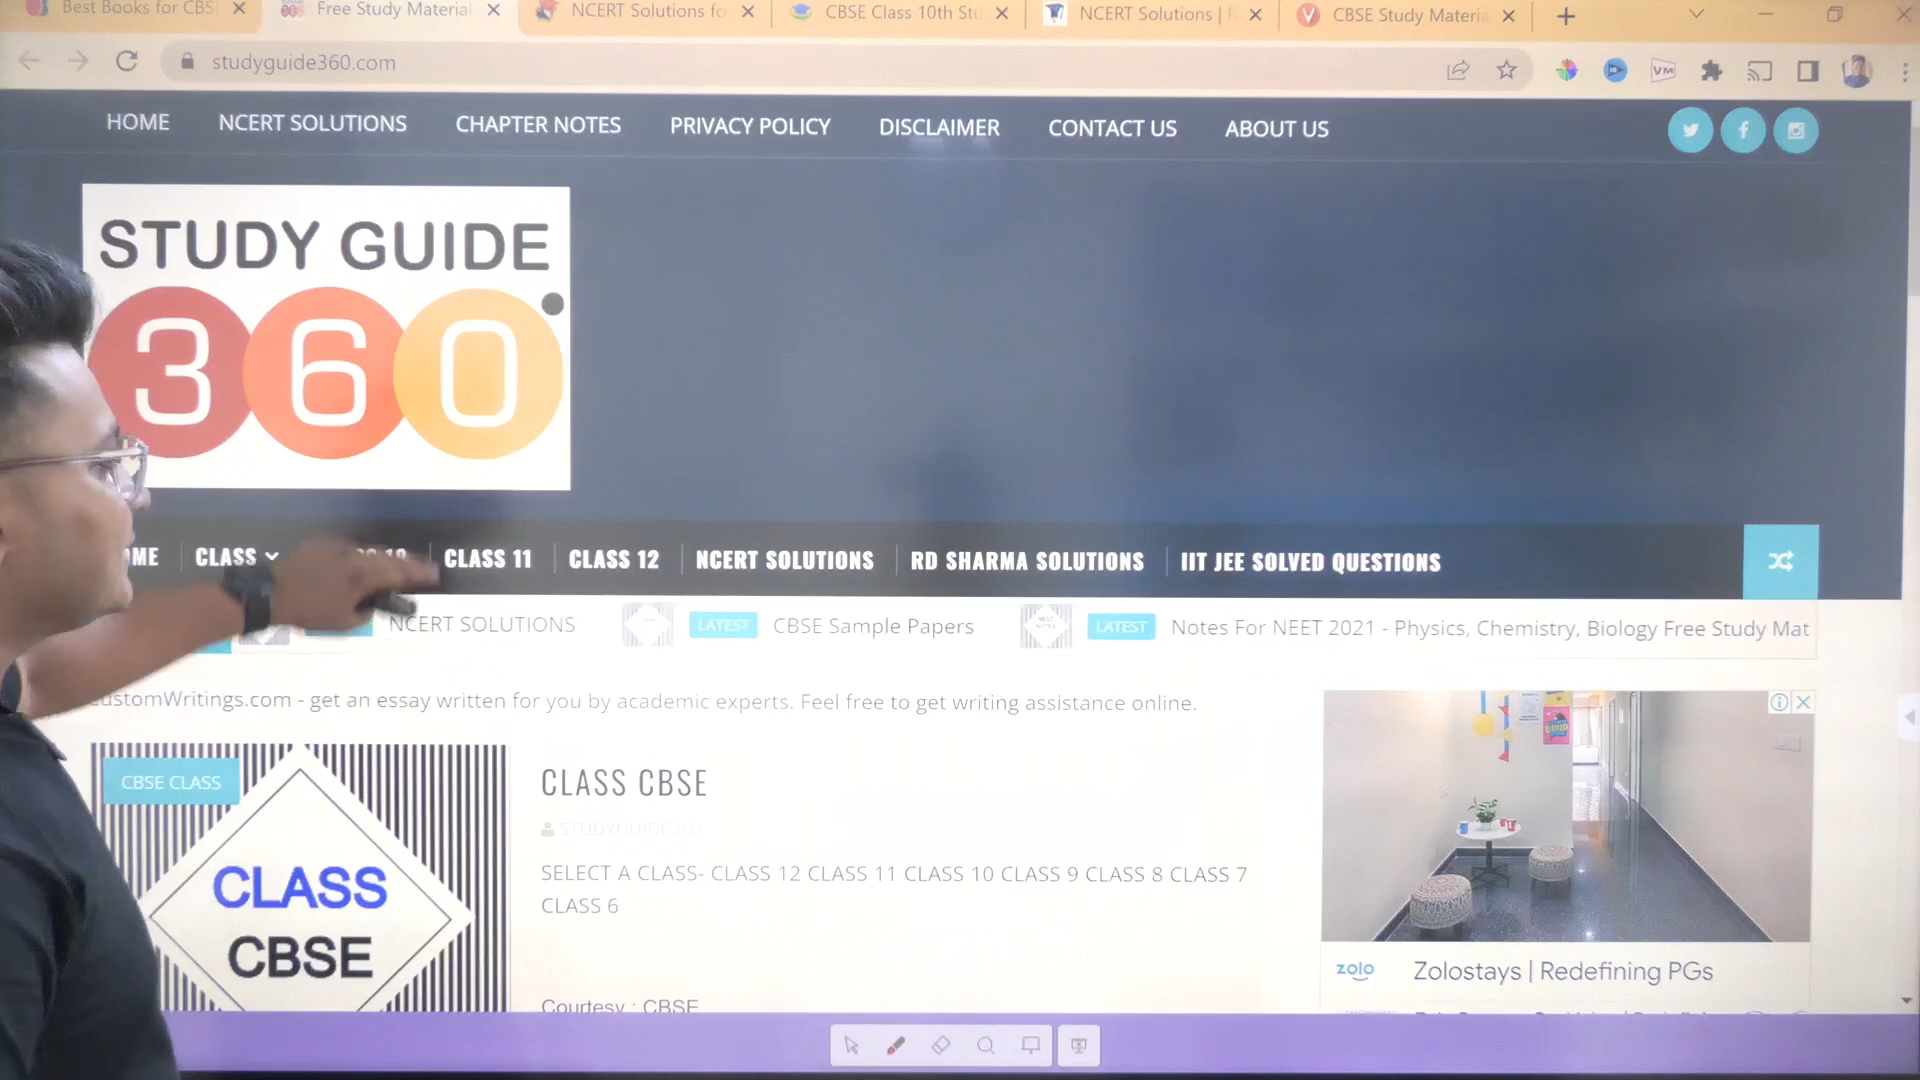 Best Books for CBS
Free Study Material
NCERT Solutions fo
CBSE Class 10th Stu
NCERT Solutions |
CBSE Study Materia
studyguide360.com
VM
HOME
NCERT SOLUTIONS
CHAPTER NOTES
PRIVACY POLICY
DISCLAIMER
CONTACT US
ABOUT US
STUDY GUIDE
360
OME
CLASS
CLASS 11
CLASS 12
NCERT SOLUTIONS
RD SHARMA SOLUTIONS
IIT JEE SOLVED QUESTIONS
NCERT SOLUTIONS
LATEST
CBSE Sample Papers
LATEST
Notes For NEET 2021 - Physics, Chemistry, Biology Free Study Mat
ustomWritings.com - get an essay written for you by academic experts. Feel free to get writing assistance online.
CBSE CLASS
CLASS
CBSE
CLASS CBSE
STUDYGUIDE360
SELECT A CLASS- CLASS 12 CLASS 11 CLASS 10 CLASS 9 CLASS 8 CLASS 7
CLASS 6
Courtesy : CBSE
zolo
Zolostays | Redefining PGs